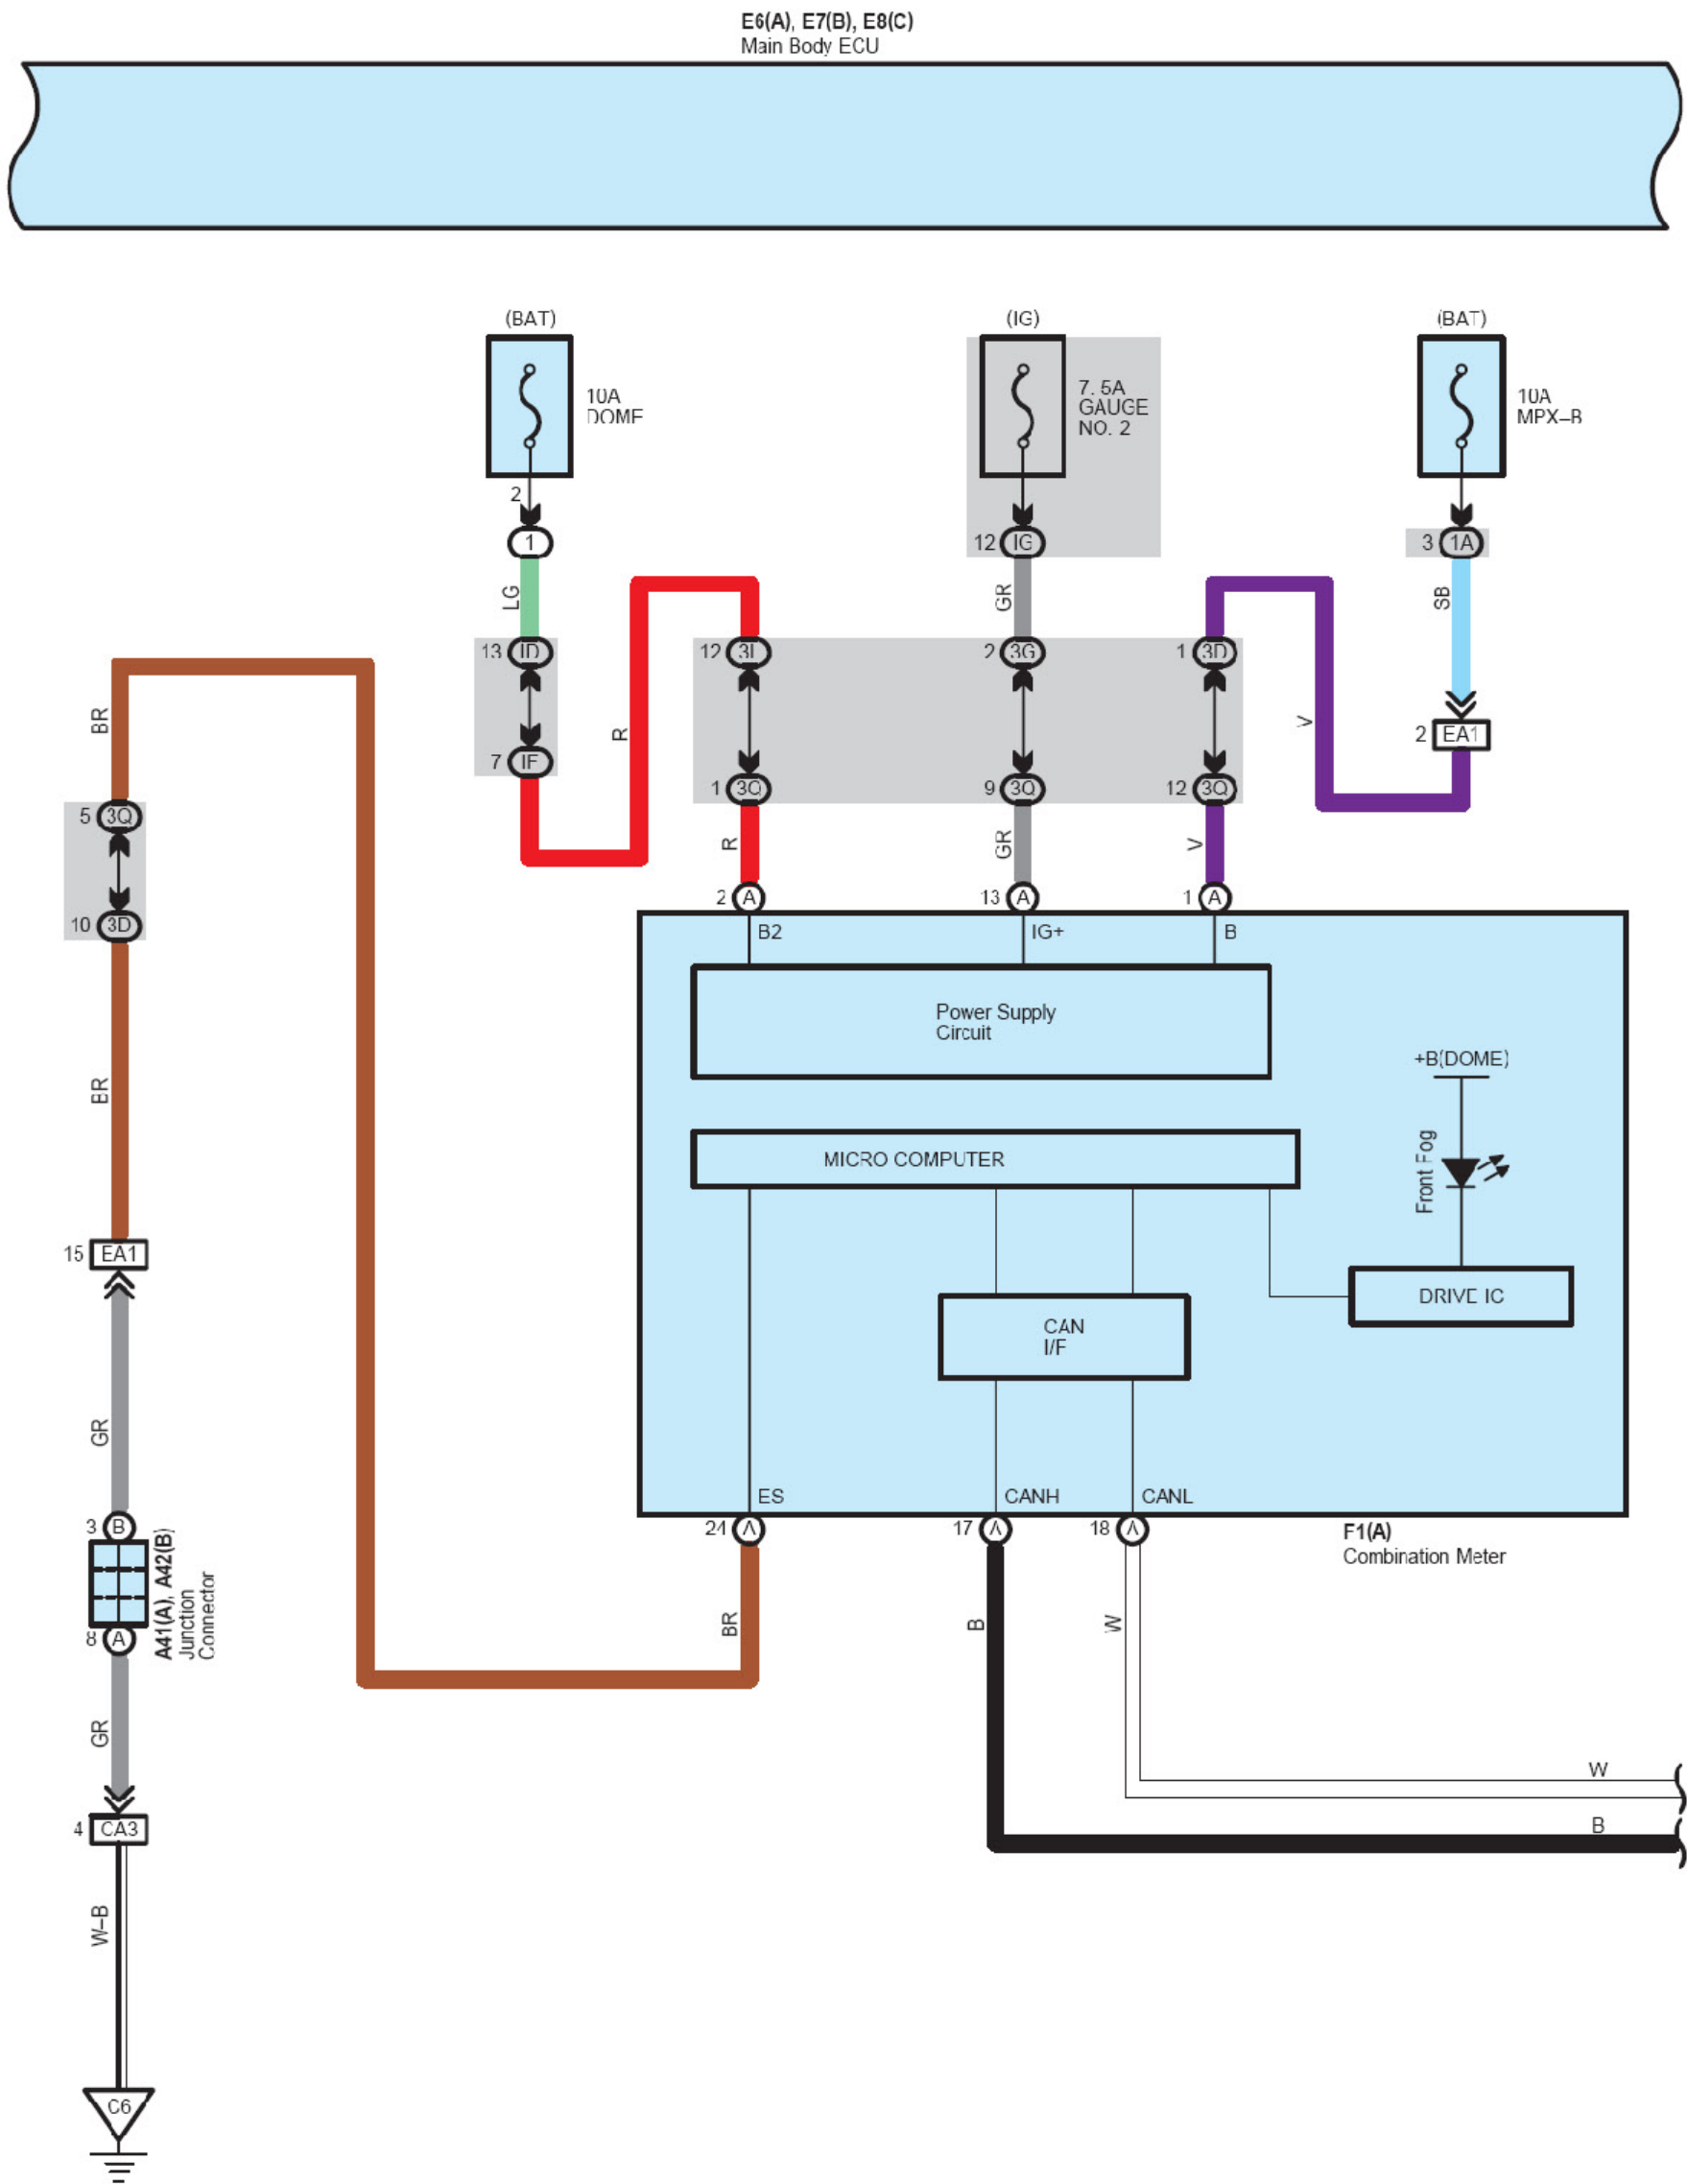 E6(A), E7(B), E8(C)
Main Body ECU
(BAT)
(IG)
(BAT)
10A
DOME
7. 5A
GAUGE
NO. 2
10A
MPX–B
2
1
12 IG
3 1A
LG
GR
SB
13 ID
12 3L
2 3G
1 3D
BR
R
V
2 EA1
7 IF
1 3Q
9 3Q
12 3Q
5 3Q
R
GR
V
10 3D
2 A
13 A
1 A
B2
IG+
B
Power Supply
Circuit
+B(DOME)
BR
MICRO COMPUTER
Front Fog
15 EA1
DRIVE IC
CAN
I/F
GR
ES
CANH
CANL
3 B
24 A
17 A
18 A
F1(A)
Combination Meter
A41(A), A42(B)
Junction
Connector
8 A
BR
B
W
GR
W
B
4 CA3
W–B
C6